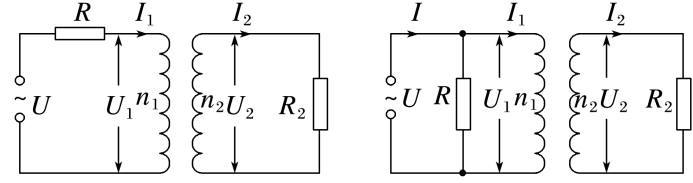 R I₁ I₂ I I₁ I₂
~ U U₁ n₁ n₂ U₂ R₂ ~ U R U₁ n₁ n₂ U₂ R₂